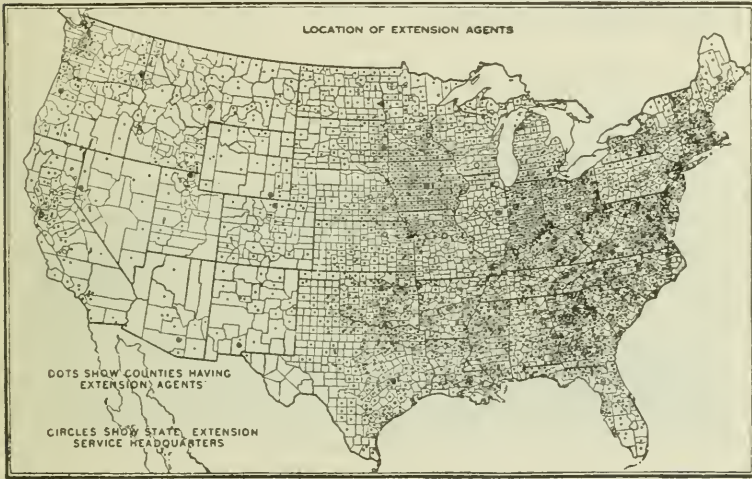 LOCATION OF EXTENSION AGENTS
DOTS SHOW COUNTIES HAVING
EXTENSION AGENTS
CIRCLES SHOW STATE EXTENSION
SERVICE HEADQUARTERS